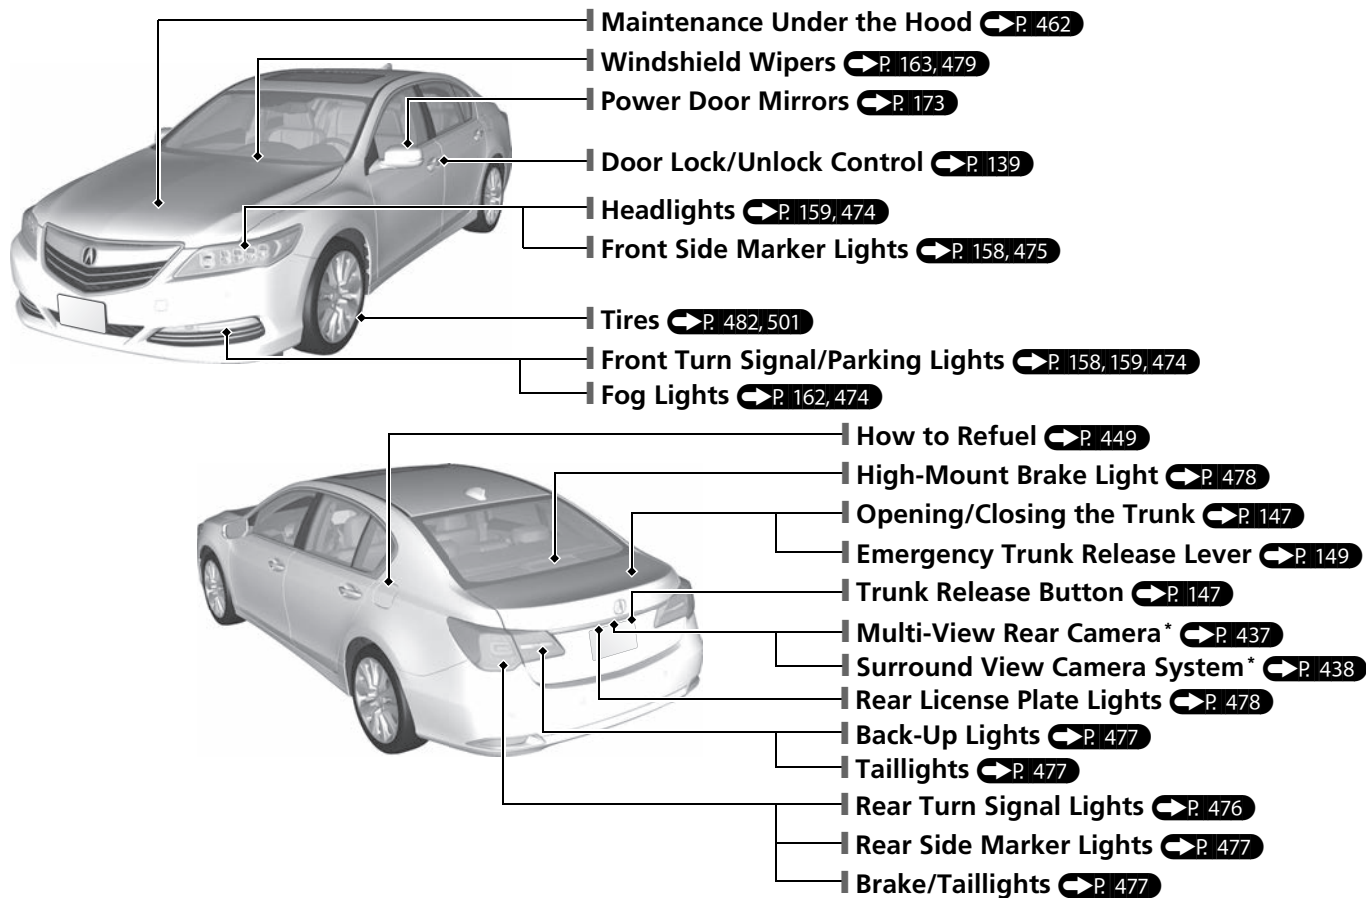 Maintenance Under the Hood P. 462
Windshield Wipers P. 163, 479
Power Door Mirrors P. 173
Door Lock/Unlock Control P. 139
Headlights P. 159, 474
Front Side Marker Lights P. 158, 475
Tires P. 482, 501
Front Turn Signal/Parking Lights P. 158, 159, 474
Fog Lights P. 162, 474
How to Refuel P. 449
High-Mount Brake Light P. 478
Opening/Closing the Trunk P. 147
Emergency Trunk Release Lever P. 149
Trunk Release Button P. 147
Multi-View Rear Camera* P. 437
Surround View Camera System* P. 438
Rear License Plate Lights P. 478
Back-Up Lights P. 477
Taillights P. 477
Rear Turn Signal Lights P. 476
Rear Side Marker Lights P. 477
Brake/Taillights P. 477